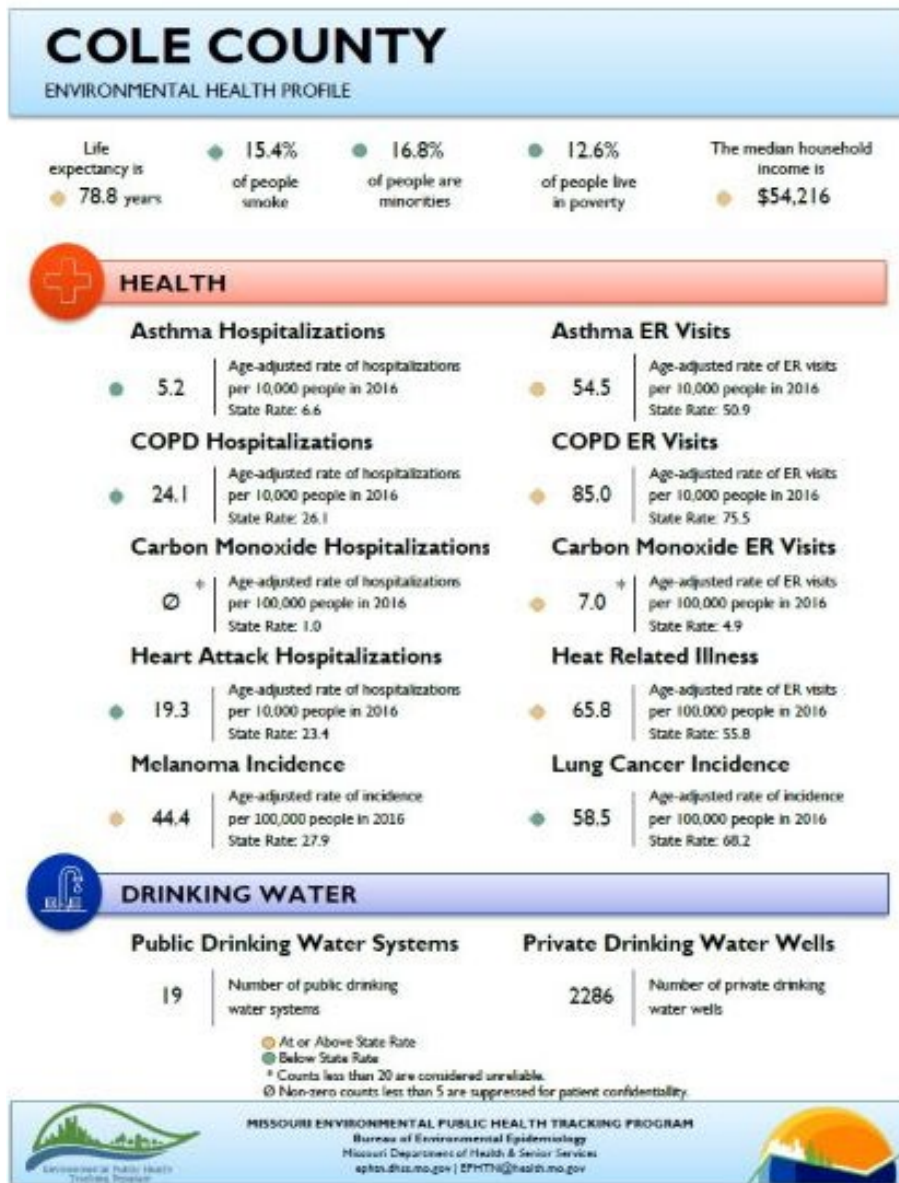 COLE COUNTY
ENVIRONMENTAL HEALTH PROFILE
Life
expectancy is
78.8 years
15.4%
of people
smoke
16.8%
of people are
minorities
12.6%
of people live
in poverty
The median household
income is
$54,216
HEALTH
Asthma Hospitalizations
5.2
Age-adjusted rate of hospitalizations
per 10,000 people in 2016
State Rate: 6.6
Asthma ER Visits
54.5
Age-adjusted rate of ER visits
per 10,000 people in 2016
State Rate: 50.9
COPD Hospitalizations
24.1
Age-adjusted rate of hospitalizations
per 10,000 people in 2016
State Rate: 26.1
COPD ER Visits
85.0
Age-adjusted rate of ER visits
per 10,000 people in 2016
State Rate: 75.5
Carbon Monoxide Hospitalizations
Ø *
Age-adjusted rate of hospitalizations
per 100,000 people in 2016
State Rate: 1.0
Carbon Monoxide ER Visits
7.0 *
Age-adjusted rate of ER visits
per 100,000 people in 2016
State Rate: 4.9
Heart Attack Hospitalizations
19.3
Age-adjusted rate of hospitalizations
per 10,000 people in 2016
State Rate: 23.4
Heat Related Illness
65.8
Age-adjusted rate of ER visits
per 100,000 people in 2016
State Rate: 55.8
Melanoma Incidence
44.4
Age-adjusted rate of incidence
per 100,000 people in 2016
State Rate: 27.9
Lung Cancer Incidence
58.5
Age-adjusted rate of incidence
per 100,000 people in 2016
State Rate: 68.2
DRINKING WATER
Public Drinking Water Systems
19
Number of public drinking
water systems
Private Drinking Water Wells
2286
Number of private drinking
water wells
At or Above State Rate
Below State Rate
* Counts less than 20 are considered unreliable.
Ø Non-zero counts less than 5 are suppressed for patient confidentiallity.
MISSOURI ENVIRONMENTAL PUBLIC HEALTH TRACKING PROGRAM
Bureau of Environmental Epidemiology
Missouri Department of Health & Senior Services
ephtn.dhss.mo.gov | EPHTN@health.mo.gov
Environmental Public Health
Tracking Program